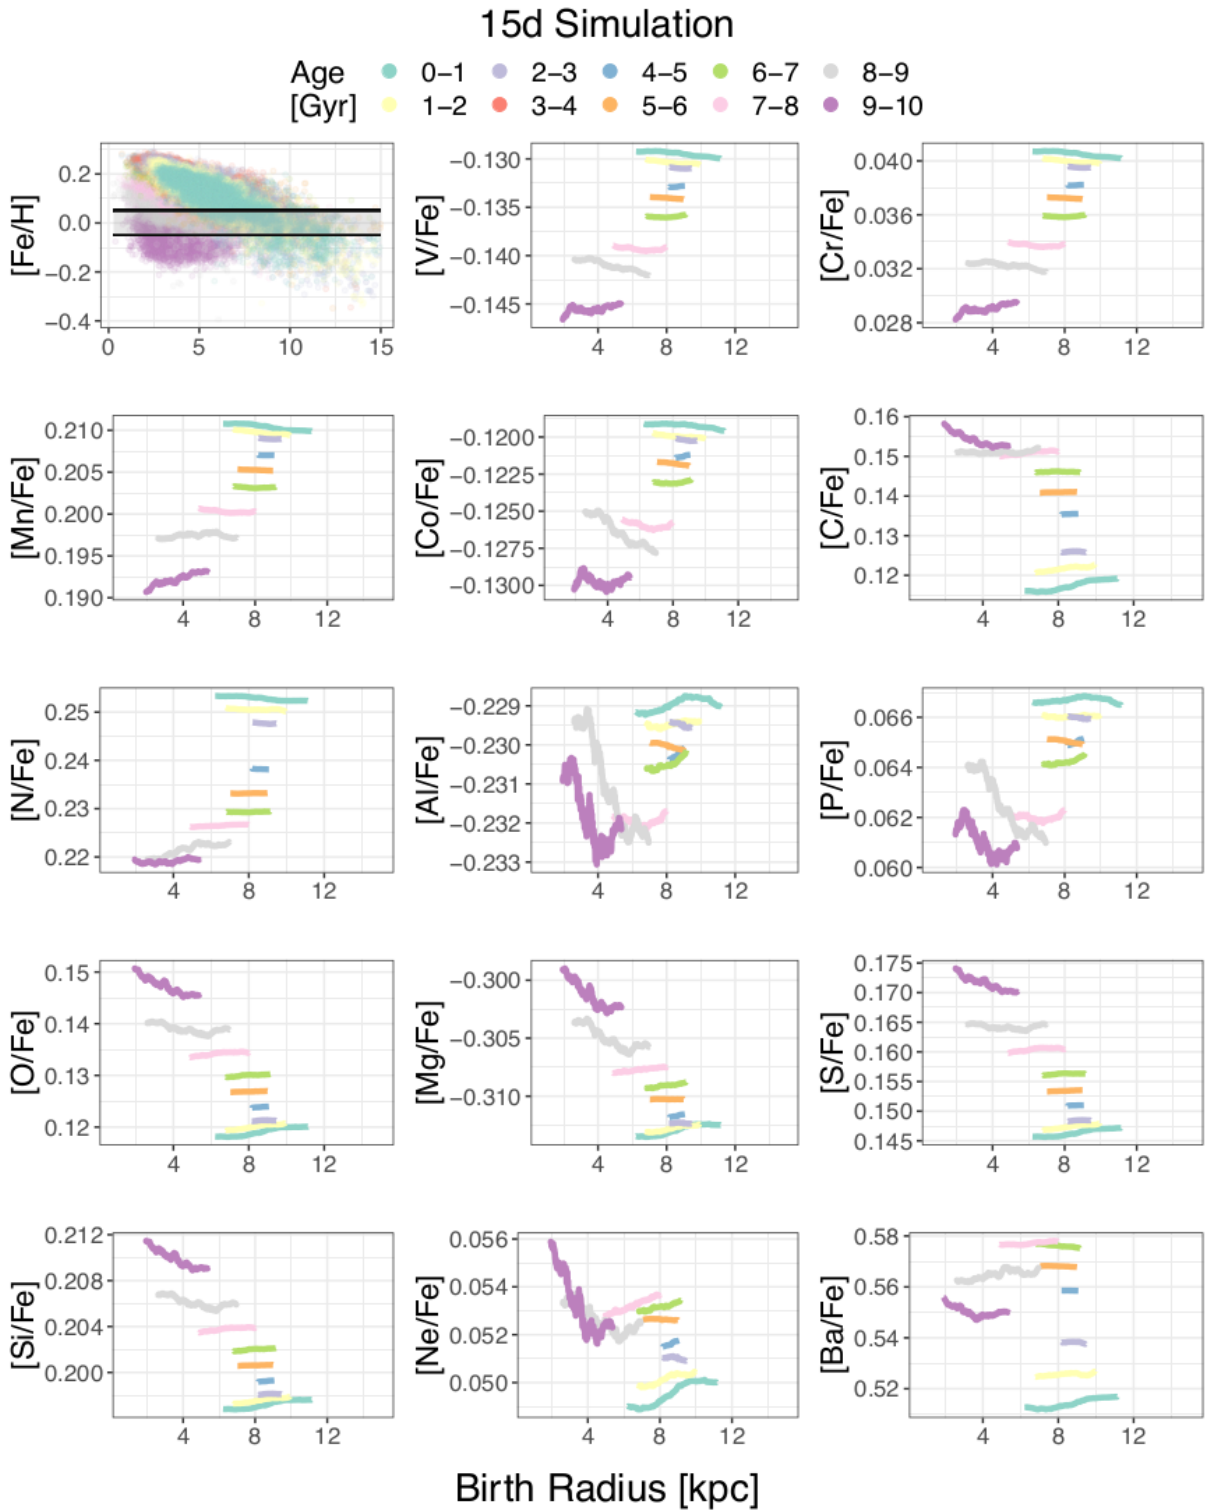 15d Simulation
Age 0−1 2−3 4−5 6−7 8−9
[Gyr] 1−2 3−4 5−6 7−8 9−10
[Fe/H] 0.2 0.0 −0.2 −0.4
0 5 10 15
[V/Fe] −0.130 −0.135 −0.140 −0.145
4 8 12
[Cr/Fe] 0.040 0.036 0.032 0.028
4 8 12
[Mn/Fe] 0.210 0.205 0.200 0.195 0.190
4 8 12
[Co/Fe] −0.1200 −0.1225 −0.1250 −0.1275 −0.1300
4 8 12
[C/Fe] 0.16 0.15 0.14 0.13 0.12
4 8 12
[N/Fe] 0.25 0.24 0.23 0.22
4 8 12
[Al/Fe] −0.229 −0.230 −0.231 −0.232 −0.233
4 8 12
[P/Fe] 0.066 0.064 0.062 0.060
4 8 12
[O/Fe] 0.15 0.14 0.13 0.12
4 8 12
[Mg/Fe] −0.300 −0.305 −0.310
4 8 12
[S/Fe] 0.175 0.170 0.165 0.160 0.155 0.150 0.145
4 8 12
[Si/Fe] 0.212 0.208 0.204 0.200
4 8 12
[Ne/Fe] 0.056 0.054 0.052 0.050
4 8 12
[Ba/Fe] 0.58 0.56 0.54 0.52
4 8 12
Birth Radius [kpc]